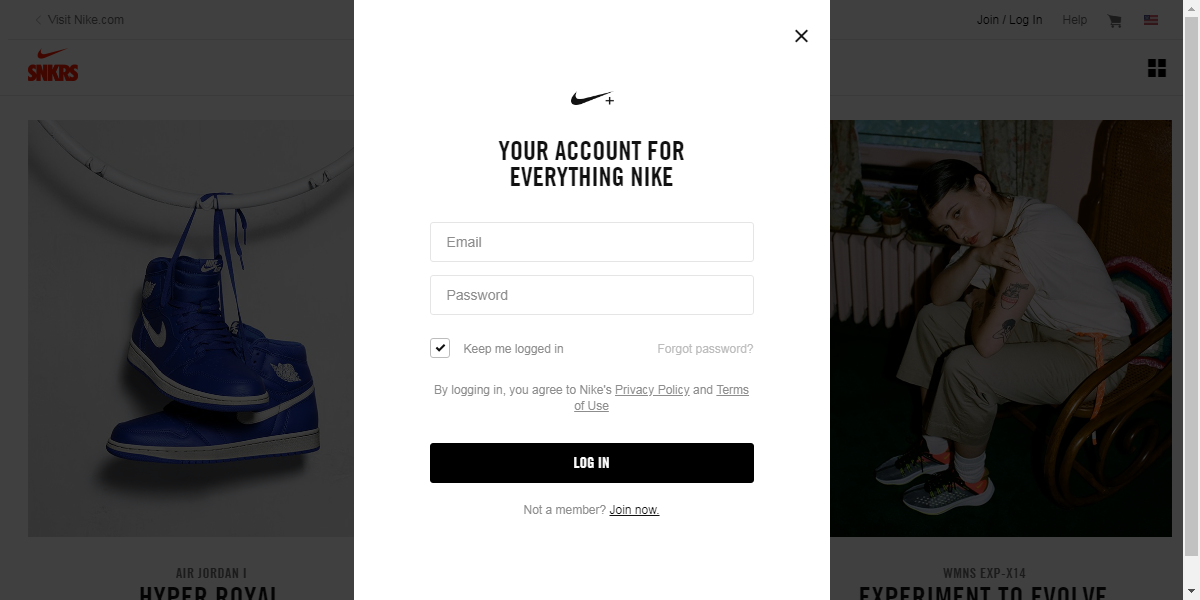 Visit Nike.com
Join / Log In
Help
SNKRS
YOUR ACCOUNT FOR
EVERYTHING NIKE
Email
Password
Keep me logged in
Forgot password?
By logging in, you agree to Nike's Privacy Policy and Terms
of Use
LOG IN
Not a member? Join now.
AIR JORDAN I
HYPER ROYAL
WMNS EXP-X14
EXPERIMENT TO EVOLVE